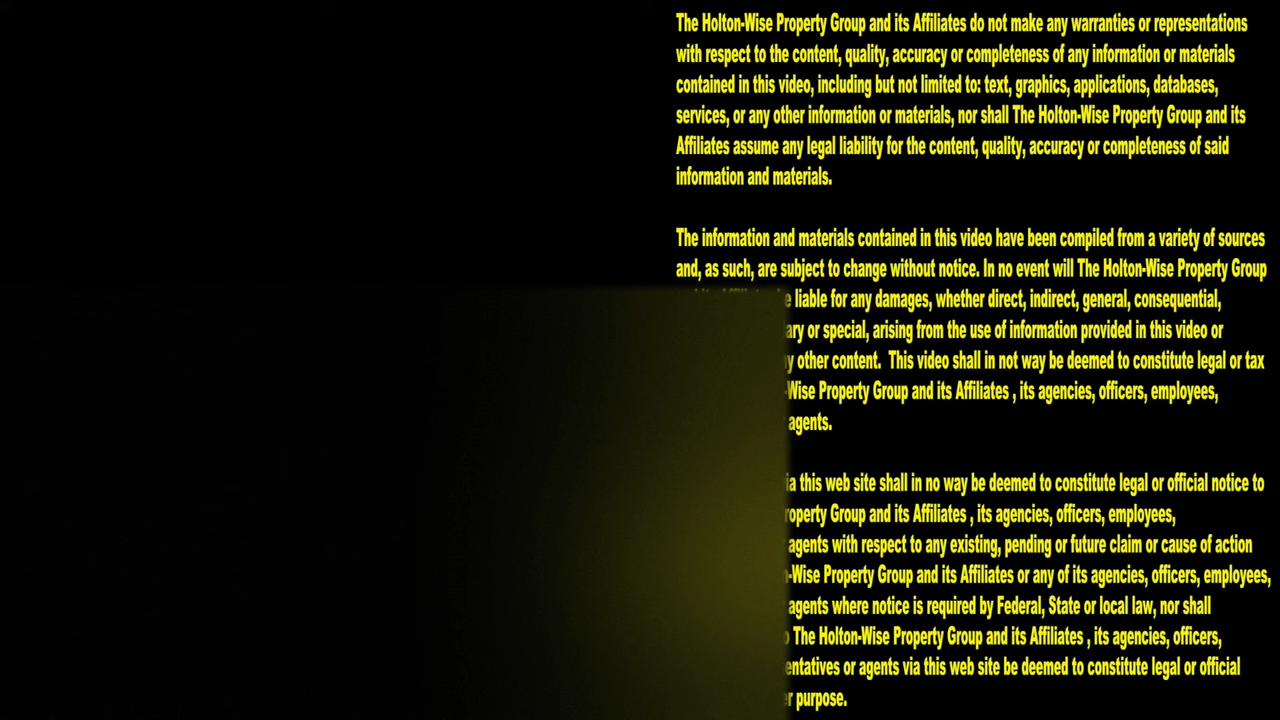 The Holton-Wise Property Group and its Affiliates do not make any warranties or representations
with respect to the content, quality, accuracy or completeness of any information or materials
contained in this video, including but not limited to: text, graphics, applications, databases,
services, or any other information or materials, nor shall The Holton-Wise Property Group and its
Affiliates assume any legal liability for the content, quality, accuracy or completeness of said
information and materials.
The information and materials contained in this video have been compiled from a variety of sources
and, as such, are subject to change without notice. In no event will The Holton-Wise Property Group
liable for any damages, whether direct, indirect, general, consequential,
or special, arising from the use of information provided in this video or
other content. This video shall in not way be deemed to constitute legal or tax
-Wise Property Group and its Affiliates , its agencies, officers, employees,
agents.
this web site shall in no way be deemed to constitute legal or official notice to
Group and its Affiliates , its agencies, officers, employees,
agents with respect to any existing, pending or future claim or cause of action
-Wise Property Group and its Affiliates or any of its agencies, officers, employees,
agents where notice is required by Federal, State or local law, nor shall
The Holton-Wise Property Group and its Affiliates , its agencies, officers,
or agents via this web site be deemed to constitute legal or official
purpose.